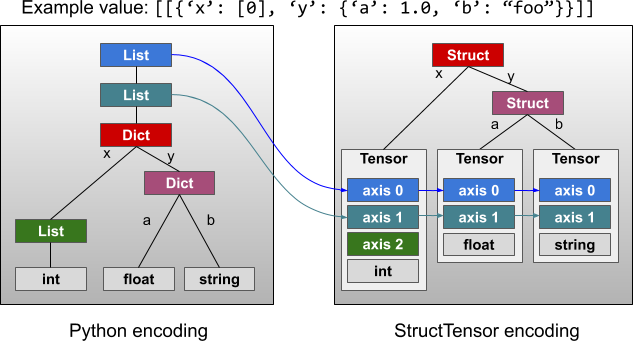 Example value: [[{‘x’: [0], ‘y’: {‘a’: 1.0, ‘b’: “foo”}}]]
List
List
Dict
x
y
Dict
a
b
List
int
float
string
Python encoding
Struct
x
y
Struct
a
b
Tensor
axis 0
axis 1
axis 2
int
Tensor
axis 0
axis 1
float
Tensor
axis 0
axis 1
string
StructTensor encoding